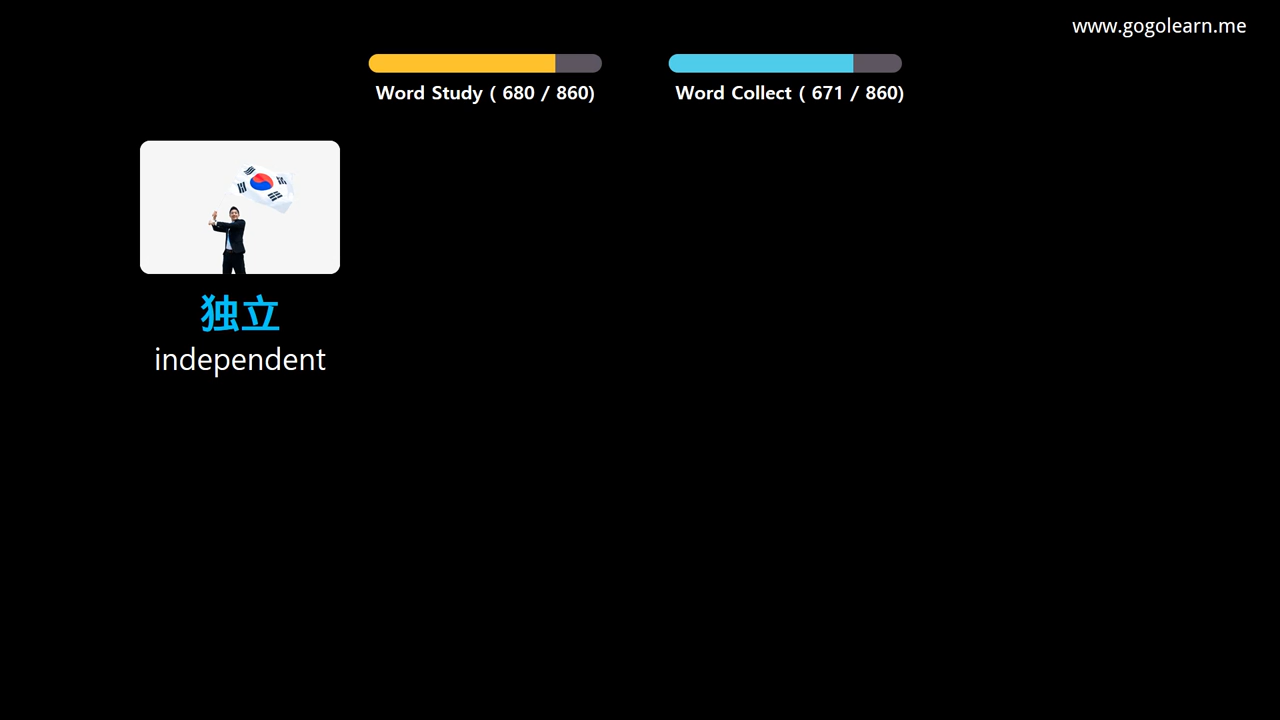 www.gogolearn.me
Word Study ( 680 / 860)
Word Collect ( 671 / 860)
独立
independent